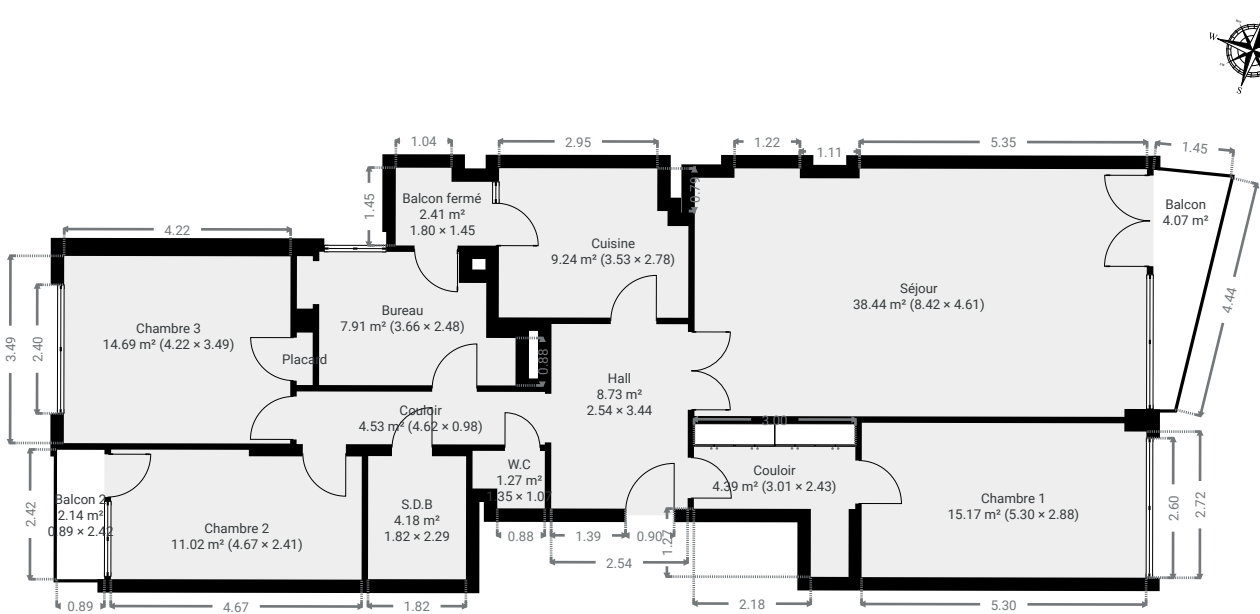 W
S
1.04
2.95
1.22
1.11
5.35
1.45
1.45
0.79
Balcon fermé
2.41 m²
1.80 × 1.45
Balcon
4.07 m²
4.22
Cuisine
9.24 m² (3.53 × 2.78)
Séjour
38.44 m² (8.42 × 4.61)
4.44
Bureau
7.91 m² (3.66 × 2.48)
Chambre 3
14.69 m² (4.22 × 3.49)
3.49
2.40
Placard
0.88
Hall
8.73 m²
2.54 × 3.44
Couloir
4.53 m² (4.62 × 0.98)
3.00
W.C
1.27 m²
1.35 × 1.07
Couloir
4.39 m² (3.01 × 2.43)
Chambre 1
15.17 m² (5.30 × 2.88)
2.60
2.72
2.42
Balcon 2
2.14 m²
0.89 × 2.42
Chambre 2
11.02 m² (4.67 × 2.41)
S.D.B
4.18 m²
1.82 × 2.29
0.88
1.39
0.90
1.27
2.54
0.89
4.67
1.82
2.18
5.30